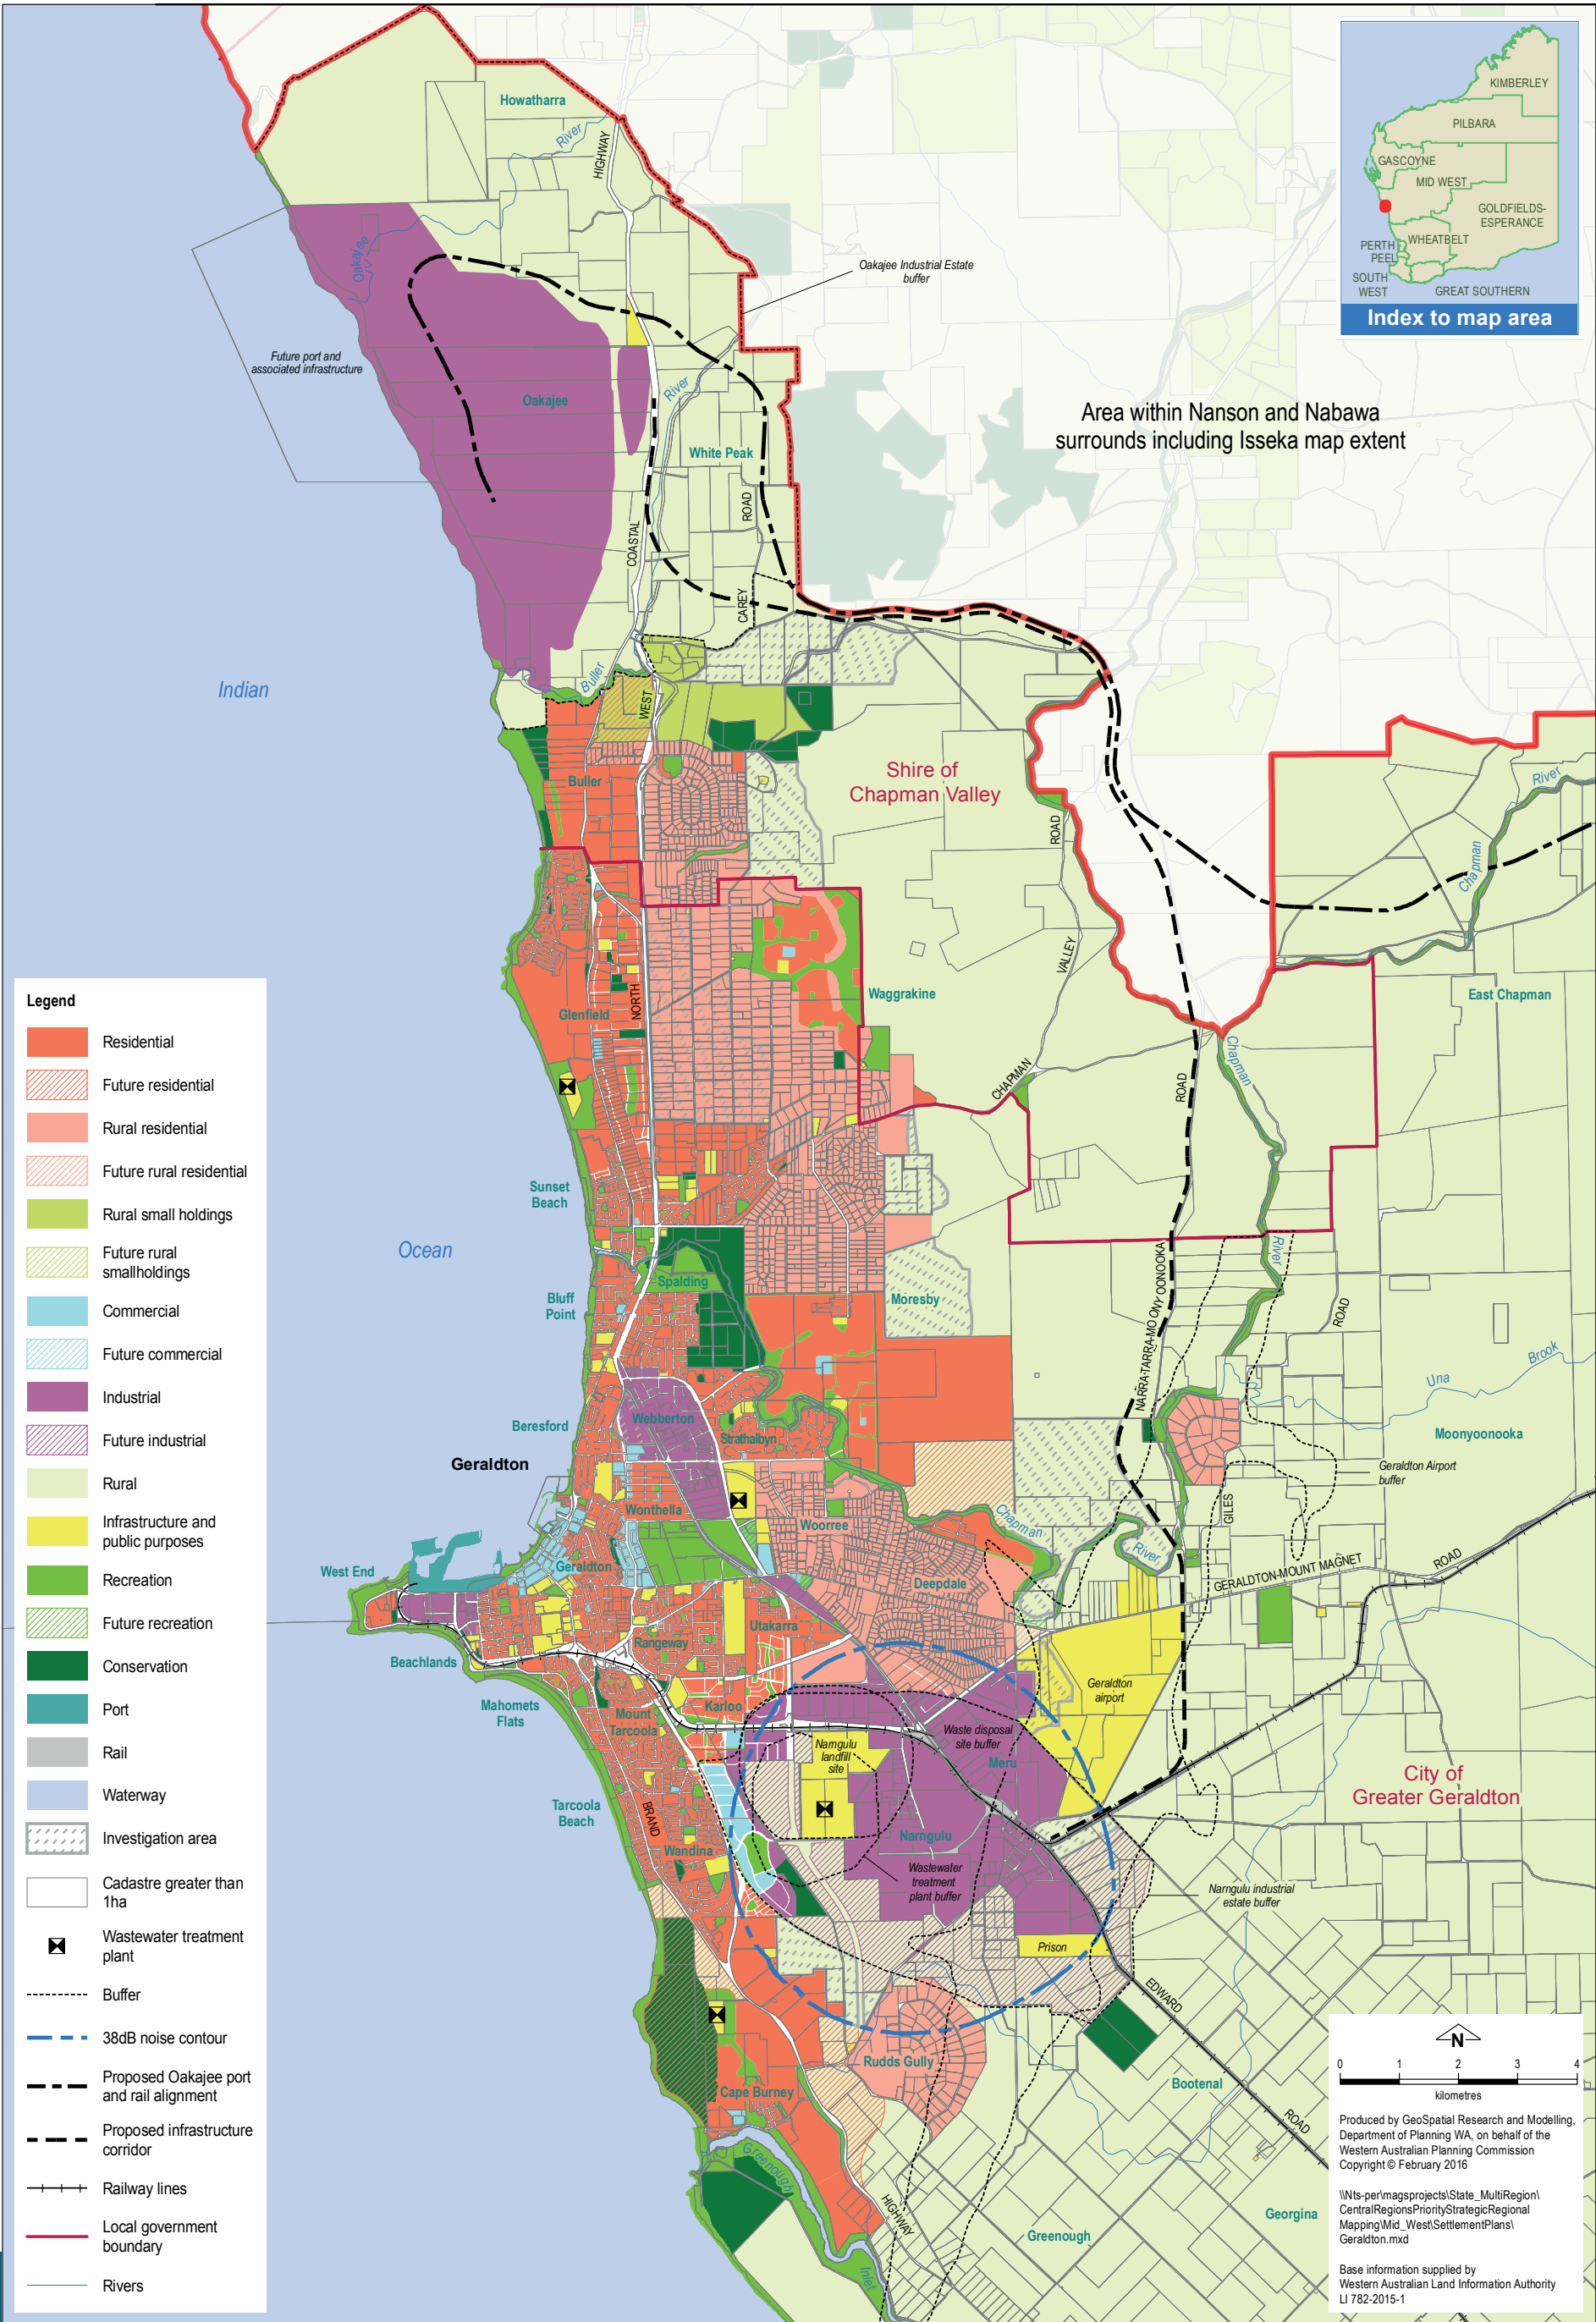 Howatharra
River
HIGHWAY
KIMBERLEY
PILBARA
GASCOYNE
MID WEST
GOLDFIELDS-
ESPERANCE
WHEATBELT
PERTH
PEEL
SOUTH
WEST
GREAT SOUTHERN
Index to map area
Oakajee
Oakajee Industrial Estate
buffer
Future port and
associated infrastructure
Oakajee
River
Area within Nanson and Nabawa
surrounds including Isseka map extent
White Peak
ROAD
COASTAL
CAREY
Indian
Buller
WEST
Shire of
Chapman Valley
Buller
River
ROAD
Chapman
VALLEY
Waggrakine
East Chapman
NORTH
Glenfield
Chapman
CHAPMAN
ROAD
Sunset
Beach
Ocean
Spalding
River
NARRA-TARRA-MOONYOONOOKA
Bluff
Point
Moresby
ROAD
Brook
Una
Webberton
Beresford
Strathalbyn
Moonyoonooka
Geraldton
Geraldton Airport
buffer
GILES
Wonthella
Woorree
Chapman
River
West End
Geraldton
Deepdale
GERALDTON-MOUNT MAGNET
ROAD
Utakarra
Rangeway
Beachlands
Geraldton
airport
Mahomets
Flats
Mount
Tarcoola
Karloo
Waste disposal
site buffer
Narngulu
landfill
site
Meru
City of
Greater Geraldton
Tarcoola
Beach
BRAND
Narngulu
Wandina
Wastewater
treatment
plant buffer
Narngulu industrial
estate buffer
Prison
EDWARD
Rudds Gully
Bootenal
Cape Burney
ROAD
Greenough
HIGHWAY
Georgina
Greenough
Inlet
Legend
Residential
Future residential
Rural residential
Future rural residential
Rural small holdings
Future rural
smallholdings
Commercial
Future commercial
Industrial
Future industrial
Rural
Infrastructure and
public purposes
Recreation
Future recreation
Conservation
Port
Rail
Waterway
Investigation area
Cadastre greater than
1ha
Wastewater treatment
plant
Buffer
38dB noise contour
Proposed Oakajee port
and rail alignment
Proposed infrastructure
corridor
Railway lines
Local government
boundary
Rivers
N
0 1 2 3 4
kilometres
Produced by GeoSpatial Research and Modelling,
Department of Planning WA, on behalf of the
Western Australian Planning Commission
Copyright © February 2016
\\Nts-per\magsprojects\State_MultiRegion\
CentralRegionsPriorityStrategicRegional
Mapping\Mid_West\SettlementPlans\
Geraldton.mxd
Base information supplied by
Western Australian Land Information Authority
LI 782-2015-1